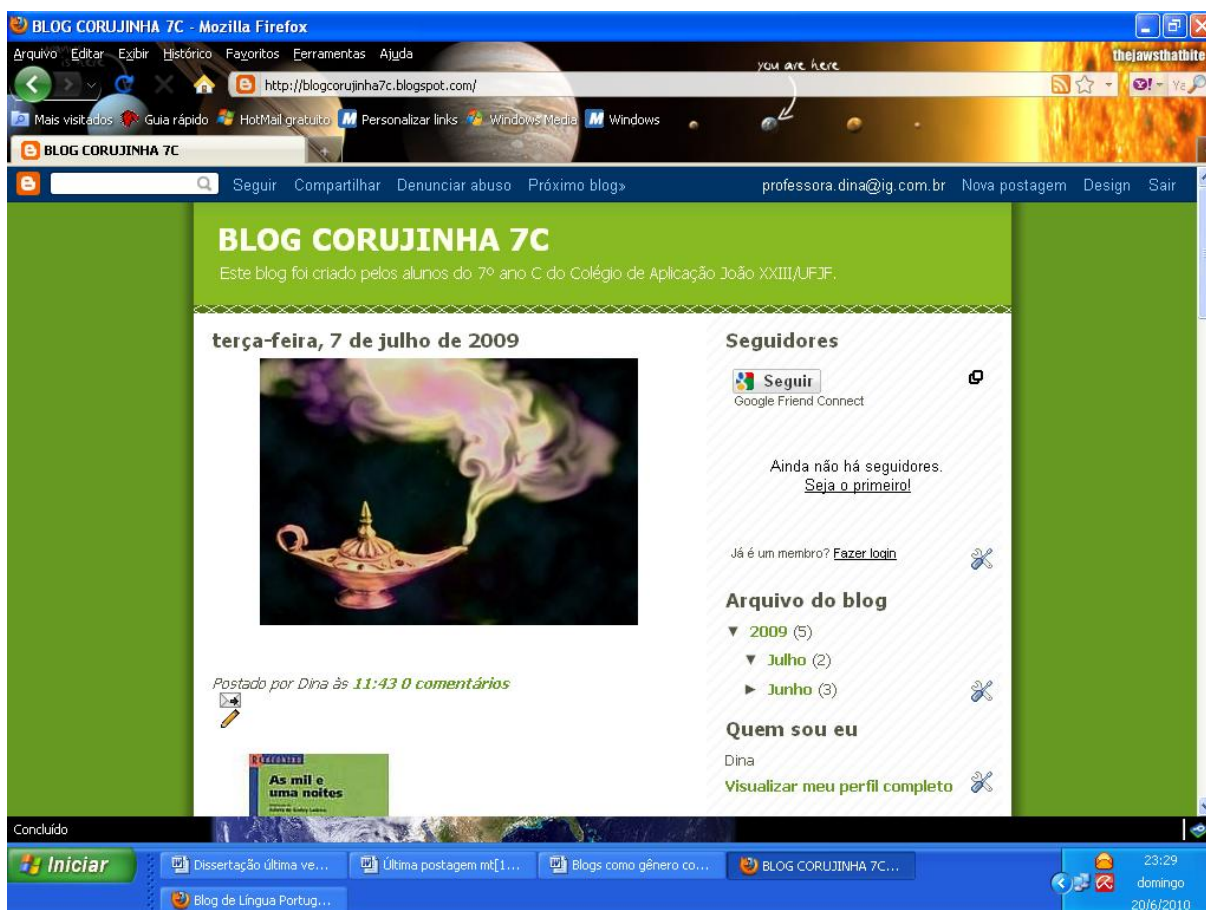 BLOG CORUJINHA 7C - Mozilla Firefox
Arquivo Editar Exibir Histórico Favoritos Ferramentas Ajuda
you are here
thejawsthatbite
http://blogcorujinha7c.blogspot.com/
Mais visitados Guia rápido HotMail gratuito Personalizar links Windows Media Windows
BLOG CORUJINHA 7C
Seguir Compartilhar Denunciar abuso Próximo blog» professora.dina@ig.com.br Nova postagem Design Sair
BLOG CORUJINHA 7C
Este blog foi criado pelos alunos do 7º ano C do Colégio de Aplicação João XXIII/UFJF.
terça-feira, 7 de julho de 2009
Postado por Dina às 11:43 0 comentários
As mil e
uma noites
Seguidores
Seguir
Google Friend Connect
Ainda não há seguidores.
Seja o primeiro!
Já é um membro? Fazer login
Arquivo do blog
▼ 2009 (5)
▼ Julho (2)
► Junho (3)
Quem sou eu
Dina
Visualizar meu perfil completo
Concluído
Iniciar
Dissertação última ve...
Última postagem mt[1...
Blogs como gênero co...
BLOG CORUJINHA 7C...
Blog de Língua Portug...
23:29
domingo
20/6/2010